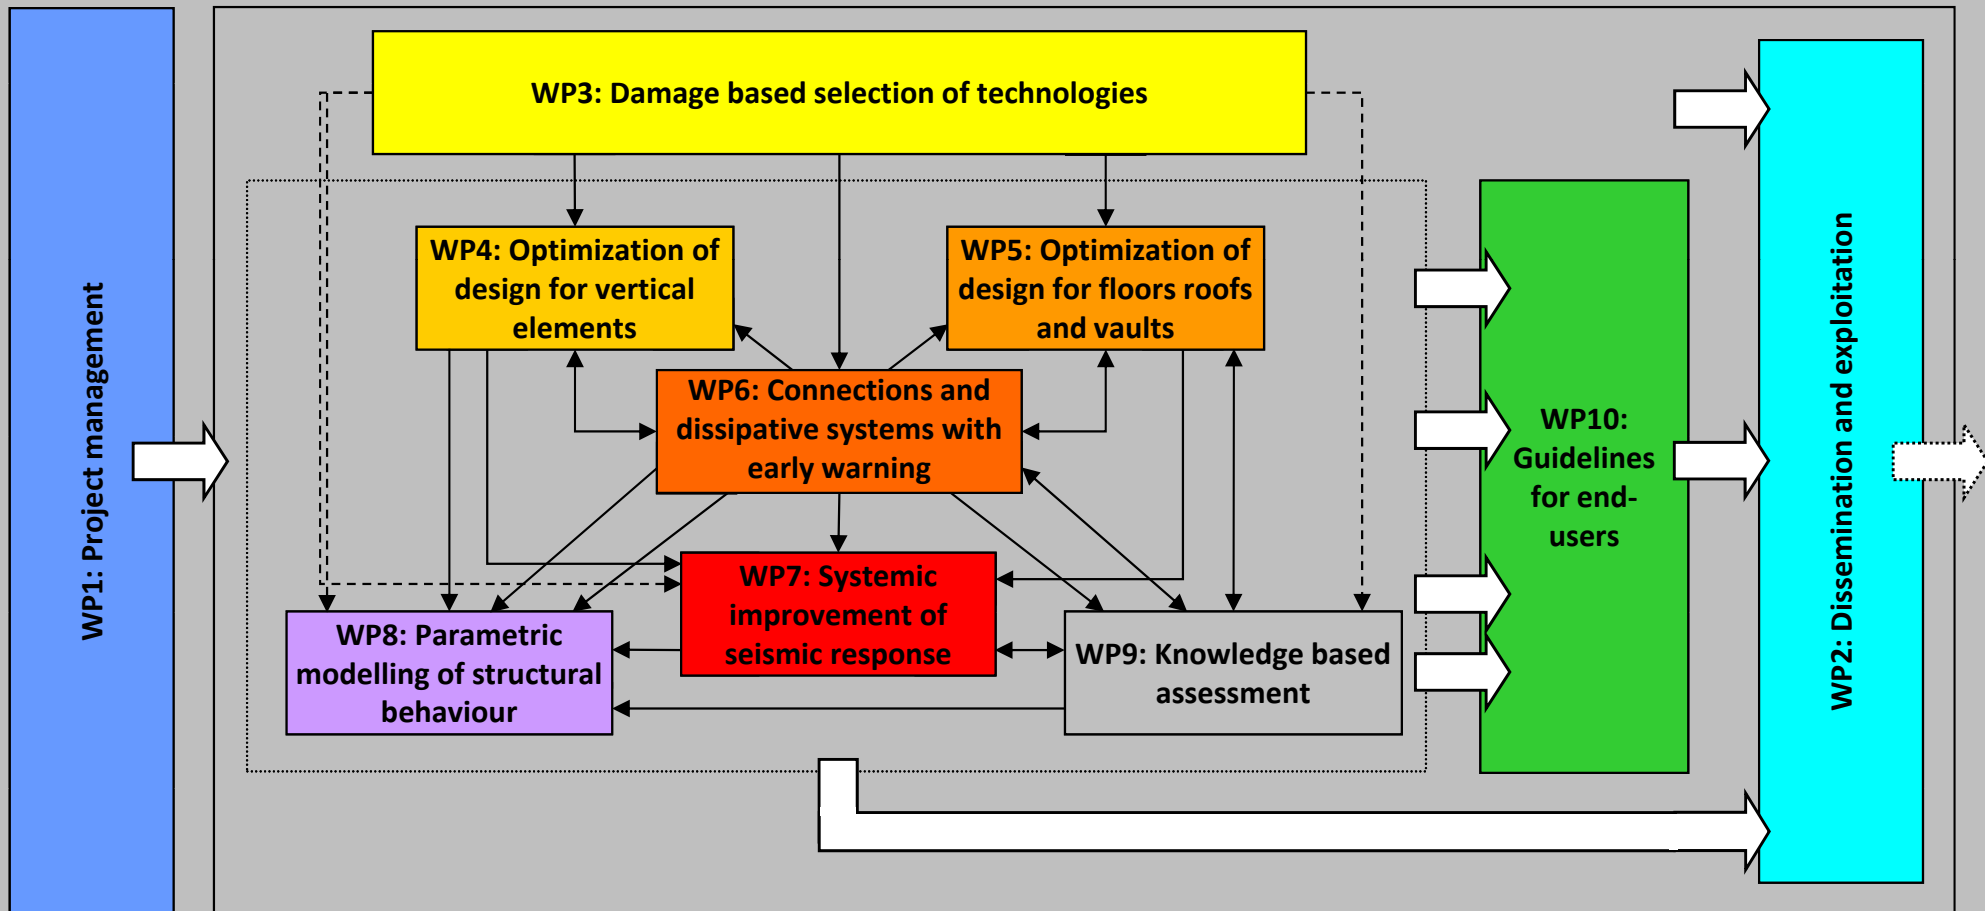 WP1: Project management
WP3: Damage based selection of technologies
WP4: Optimization of
design for vertical
elements
WP5: Optimization of
design for floors roofs
and vaults
WP6: Connections and
dissipative systems with
early warning
WP7: Systemic
improvement of
seismic response
WP8: Parametric
modelling of structural
behaviour
WP9: Knowledge based
assessment
WP10:
Guidelines
for end-
users
WP2: Dissemination and exploitation